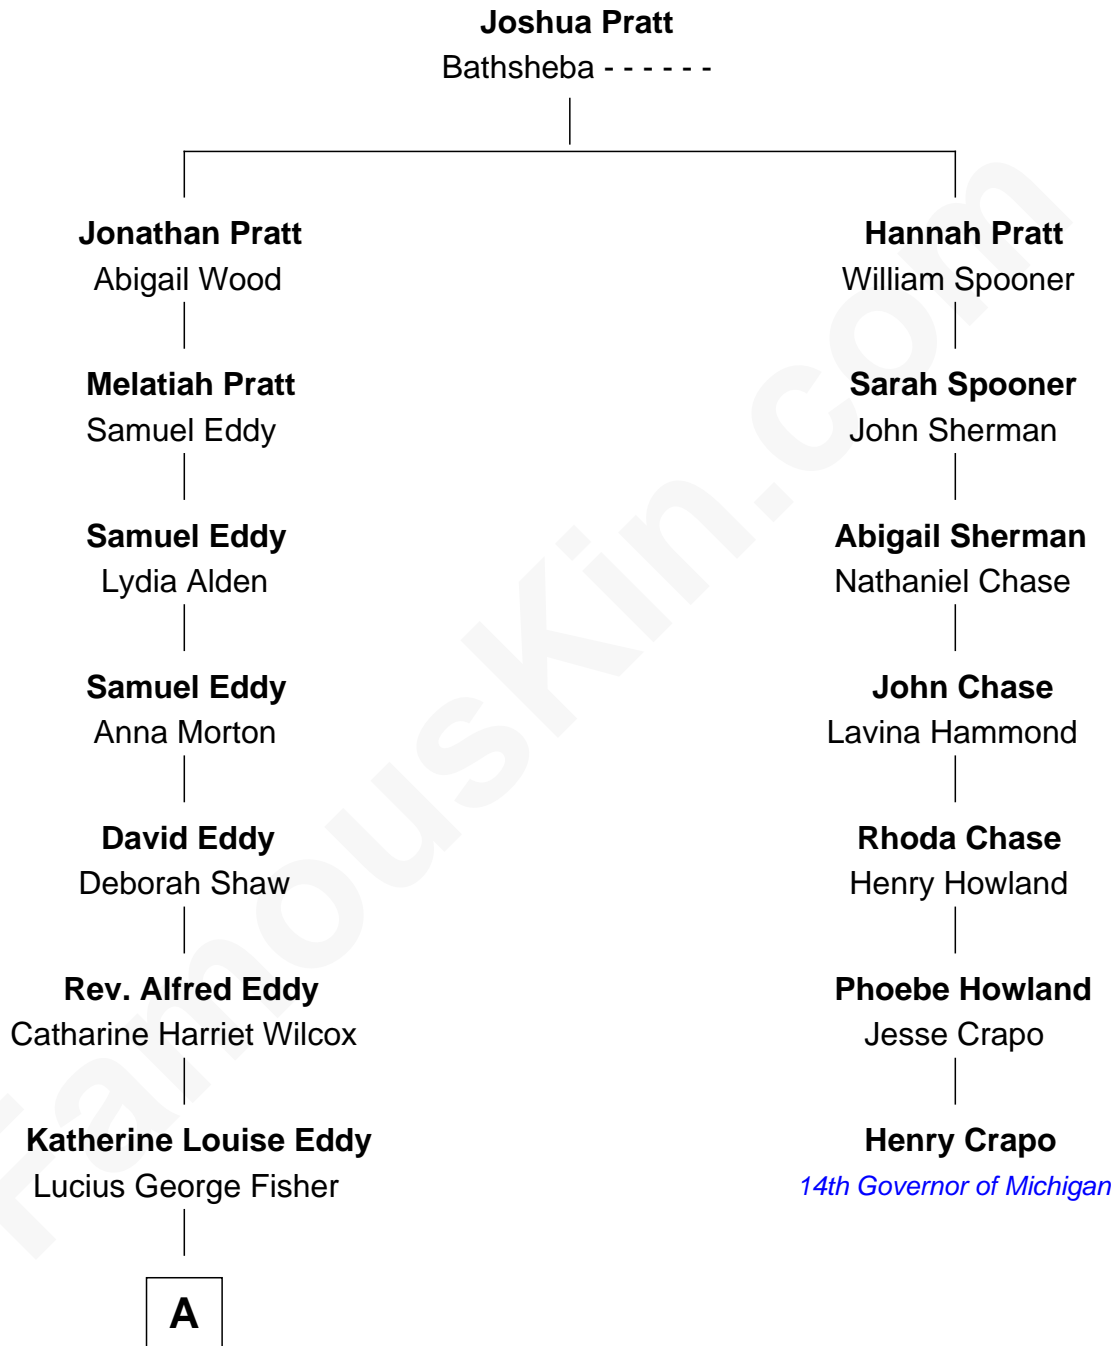 Joshua Pratt
Bathsheba - - - - - -
Jonathan Pratt
Abigail Wood
Hannah Pratt
William Spooner
Melatiah Pratt
Samuel Eddy
Sarah Spooner
John Sherman
Samuel Eddy
Lydia Alden
Abigail Sherman
Nathaniel Chase
Samuel Eddy
Anna Morton
John Chase
Lavina Hammond
David Eddy
Deborah Shaw
Rhoda Chase
Henry Howland
Rev. Alfred Eddy
Catharine Harriet Wilcox
Phoebe Howland
Jesse Crapo
Katherine Louise Eddy
Lucius George Fisher
Henry Crapo
14th Governor of Michigan
A
FamousKin.com